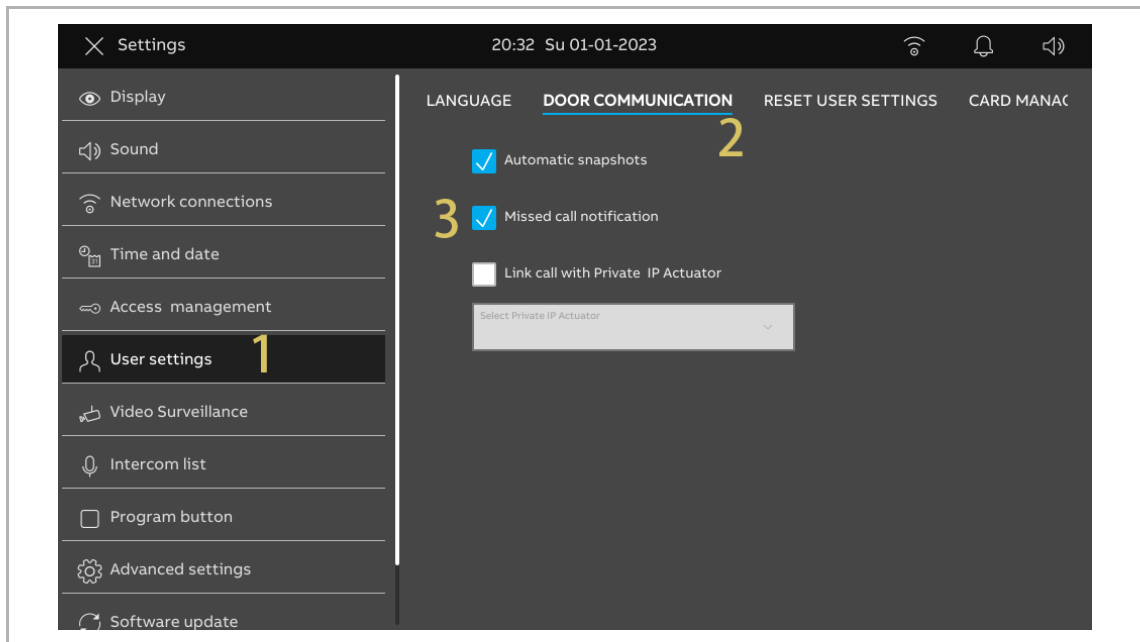 Settings
20:32 Su 01-01-2023
Display
Sound
Network connections
Time and date
Access management
User settings
1
Video Surveillance
Intercom list
Program button
Advanced settings
Software update
LANGUAGE DOOR COMMUNICATION RESET USER SETTINGS CARD MANAC
2
Automatic snapshots
3
Missed call notification
Link call with Private IP Actuator
Select Private IP Actuator